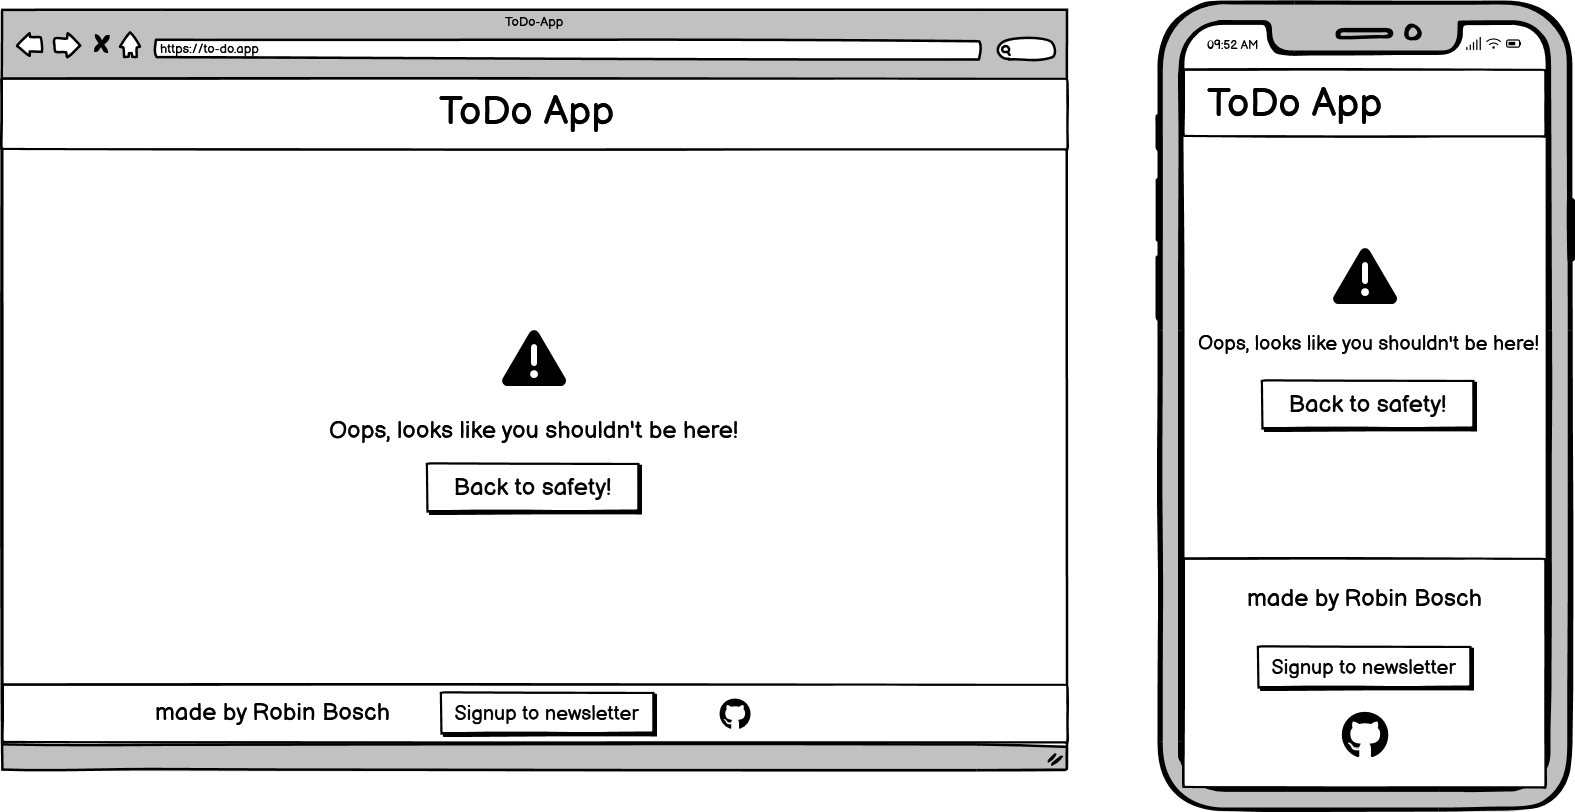 ToDo-App
https://to-do.app
ToDo App
Oops, looks like you shouldn't be here!
Back to safety!
made by Robin Bosch
Signup to newsletter
09:52 AM
ToDo App
Oops, looks like you shouldn't be here!
Back to safety!
made by Robin Bosch
Signup to newsletter